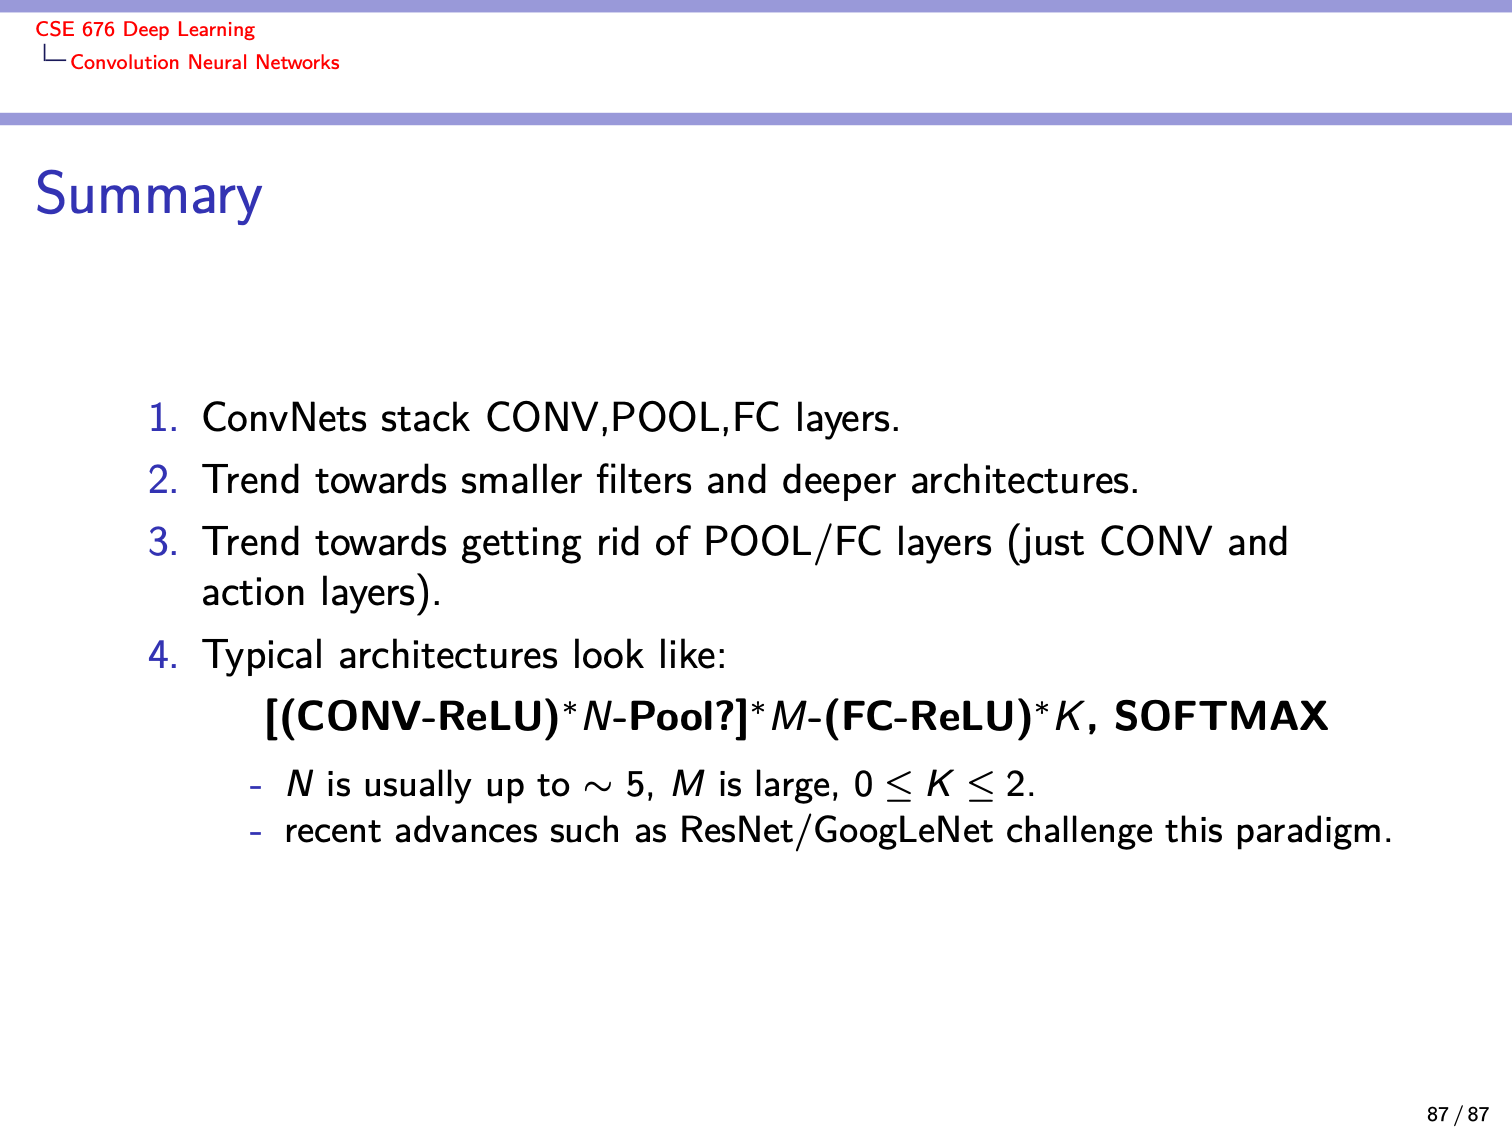 CSE 676 Deep Learning
Convolution Neural Networks
Summary
1. ConvNets stack CONV,POOL,FC layers.
2. Trend towards smaller filters and deeper architectures.
3. Trend towards getting rid of POOL/FC layers (just CONV and
action layers).
4. Typical architectures look like:
[(CONV-ReLU)*N-Pool?]*M-(FC-ReLU)*K, SOFTMAX
- N is usually up to ∼ 5, M is large, 0 ≤ K ≤ 2.
- recent advances such as ResNet/GoogLeNet challenge this paradigm.
87 / 87